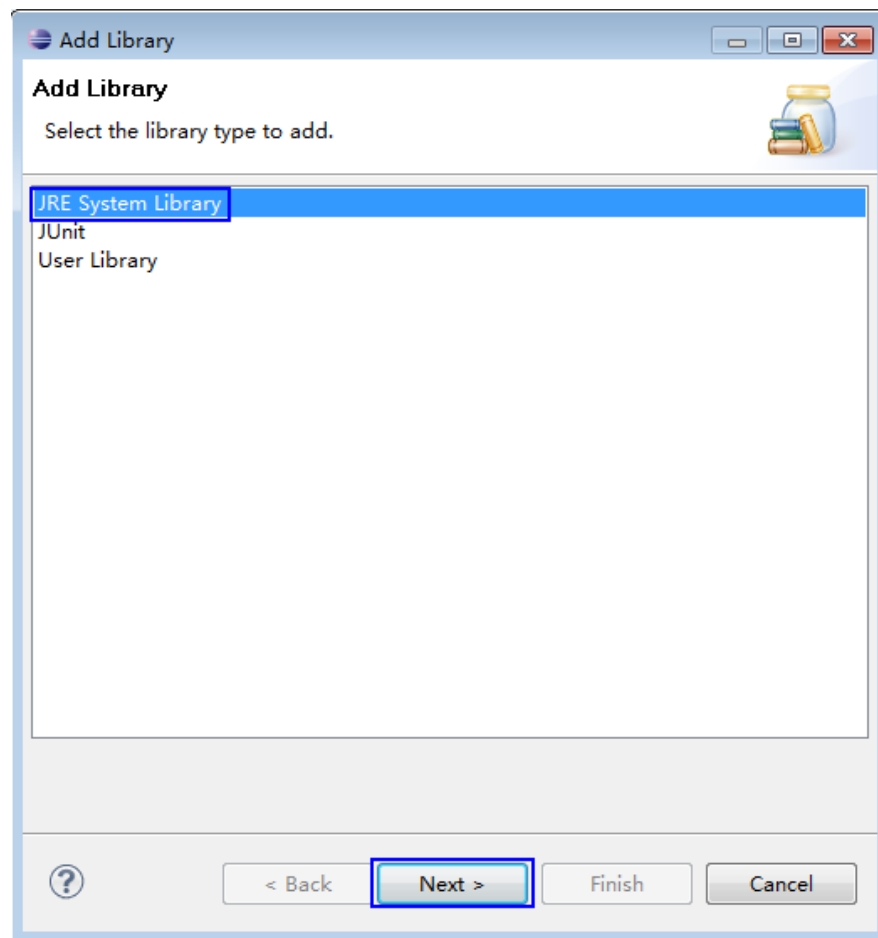 Add Library
Add Library
Select the library type to add.
JRE System Library
JUnit
User Library
?
< Back Next > Finish Cancel